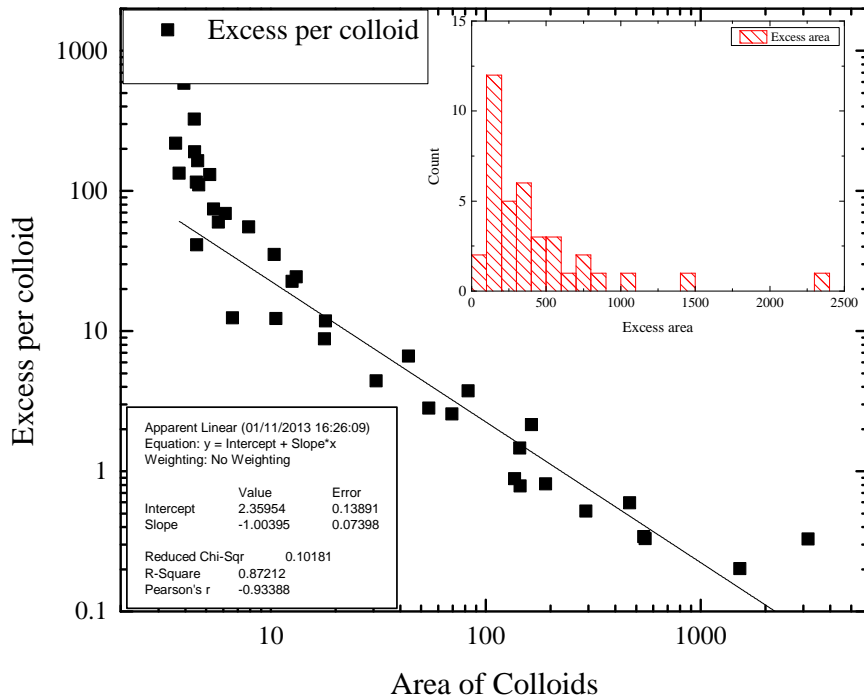 Excess per colloid
1000
100
10
1
0.1
Excess per colloid
10
100
1000
Area of Colloids
15
10
5
0
Count
Excess area
0
500
1000
1500
2000
2500
Excess area
Apparent Linear (01/11/2013 16:26:09)
Equation: y = Intercept + Slope*x
Weighting: No Weighting
Value Error
Intercept 2.35954 0.13891
Slope -1.00395 0.07398
Reduced Chi-Sqr 0.10181
R-Square 0.87212
Pearson's r -0.93388